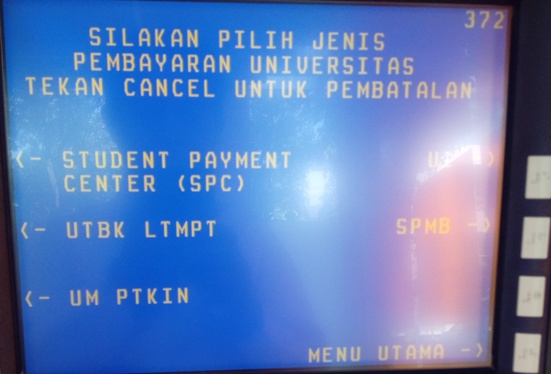 372
SILAKAN PILIH JENIS
PEMBAYARAN UNIVERSITAS
TEKAN CANCEL UNTUK PEMBATALAN
<- STUDENT PAYMENT
CENTER (SPC)
<- UTBK LTMPT
SPMB ->
<- UM PTKIN
MENU UTAMA ->